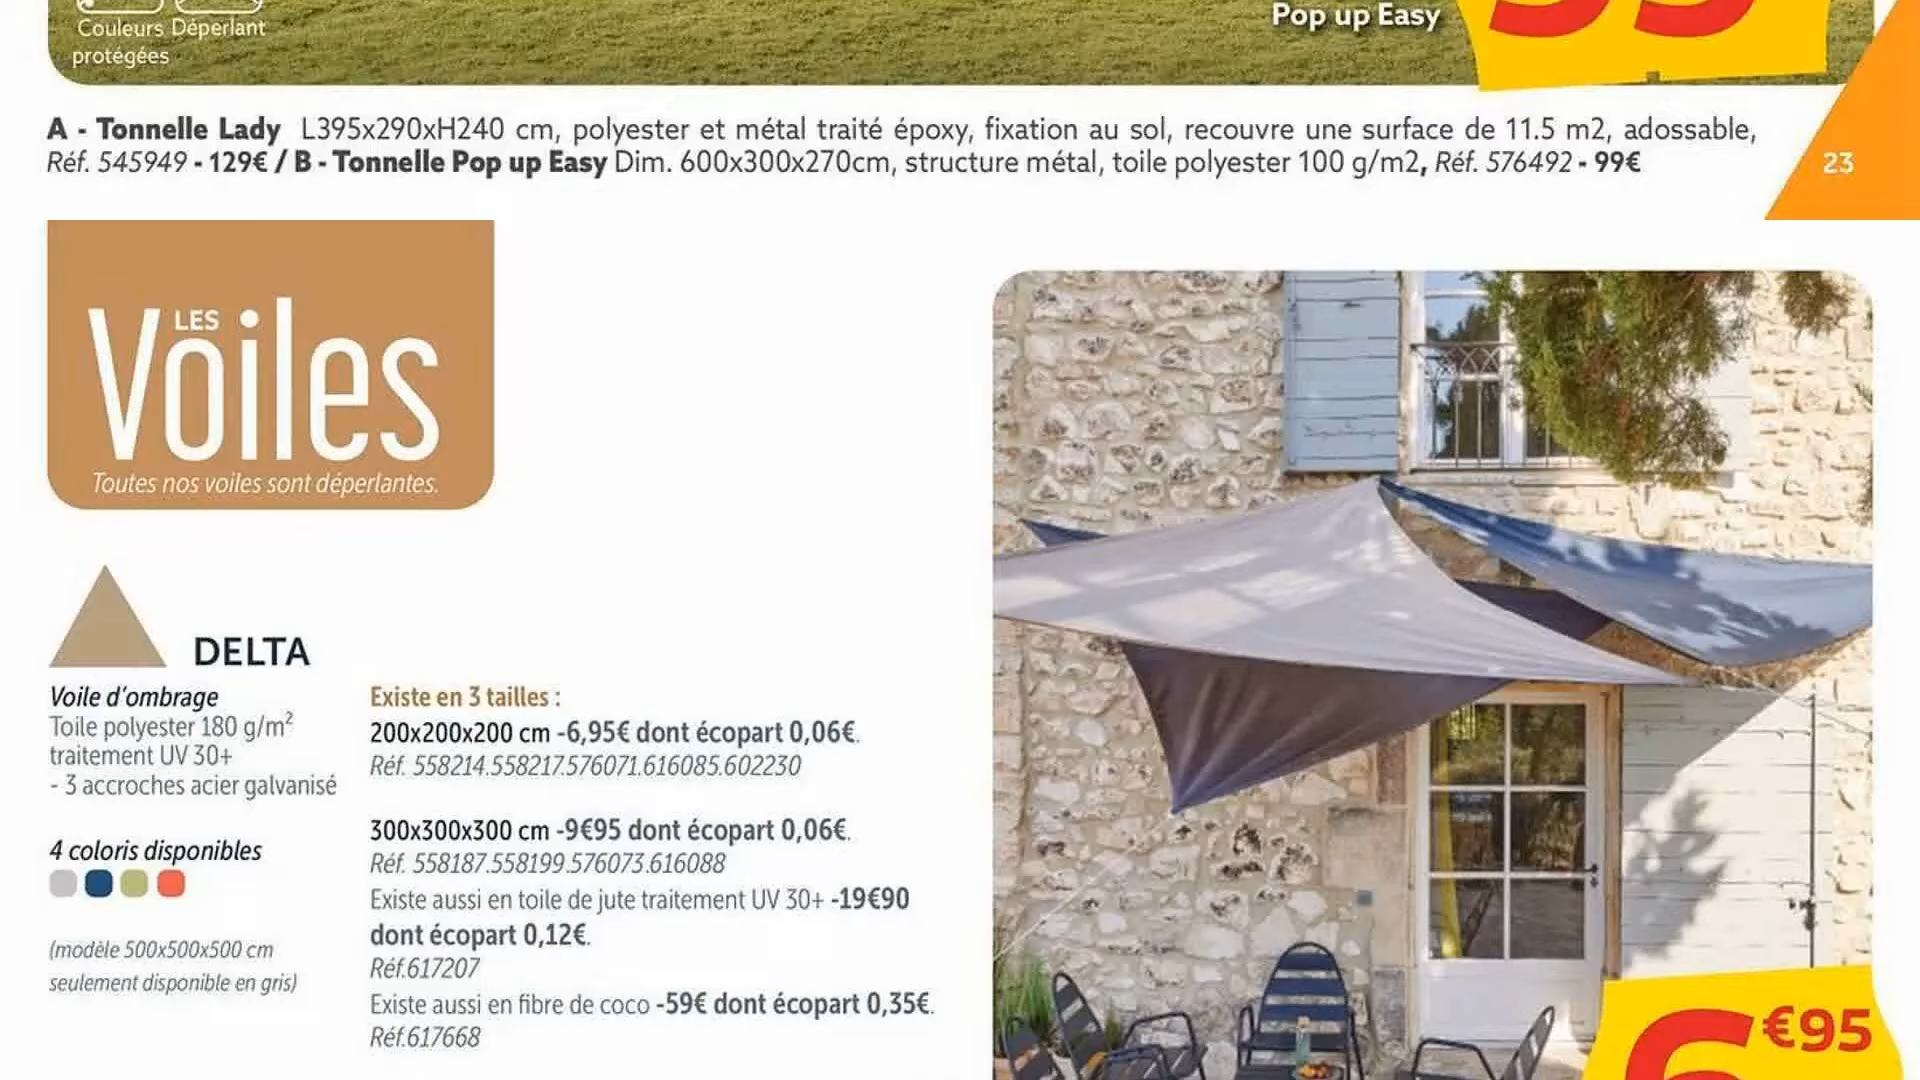 Couleurs Déperlant
protégées
Pop up Easy
A - Tonnelle Lady L395x290xH240 cm, polyester et métal traité époxy, fixation au sol, recouvre une surface de 11.5 m2, adossable,
Réf. 545949 - 129€ / B - Tonnelle Pop up Easy Dim. 600x300x270cm, structure métal, toile polyester 100 g/m2, Réf. 576492 - 99€
23
LES
Voiles
Toutes nos voiles sont déperlantes.
DELTA
Voile d'ombrage
Toile polyester 180 g/m²
traitement UV 30+
- 3 accroches acier galvanisé
4 coloris disponibles
(modèle 500x500x500 cm
seulement disponible en gris)
Existe en 3 tailles :
200x200x200 cm -6,95€ dont écopart 0,06€.
Réf. 558214.558217.576071.616085.602230
300x300x300 cm -9€95 dont écopart 0,06€.
Réf. 558187.558199.576073.616088
Existe aussi en toile de jute traitement UV 30+ -19€90
dont écopart 0,12€.
Réf.617207
Existe aussi en fibre de coco -59€ dont écopart 0,35€.
Réf.617668
6€95